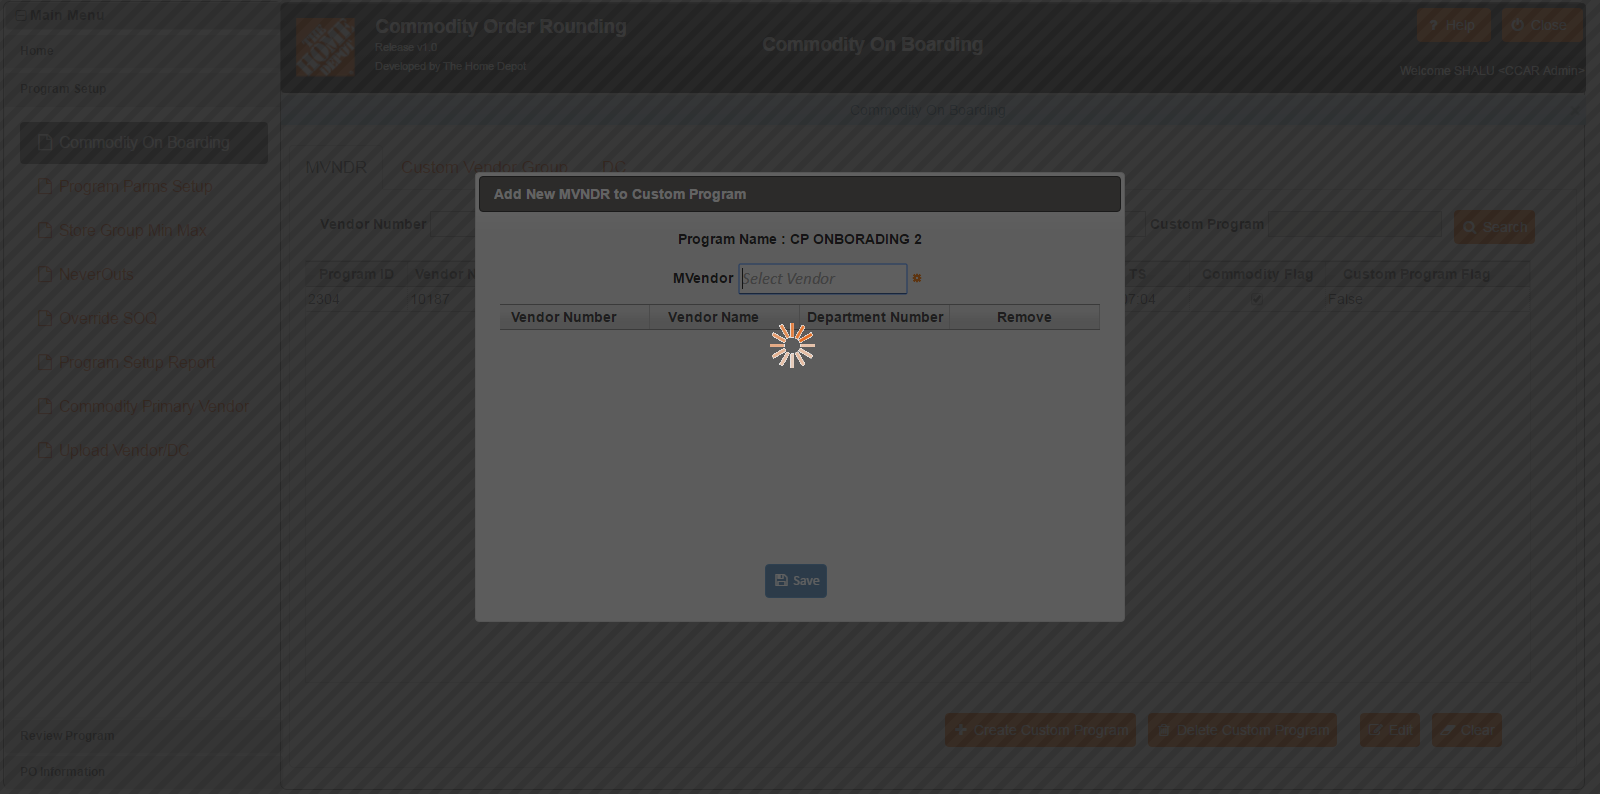 Main Menu
Home
Program Setup
Commodity On Boarding
Program Parms Setup
Store Group Min Max
NeverOuts
Override SOQ
Program Setup Report
Commodity Pimary Vendor
Upload Vendor/DC
Review Program
PO Information
THE HOME DEPOT
Commodity Order Rounding
Release v1.0
Developed by The Home Depot
Commodity On Boarding
Help
Close
Welcome SHALU <CCAR Admin>
Commodity On Boarding
MVNDR Custom Vendor Group DC
Vendor Number
Custom Program
Search
Program ID Vendor N
TS Commodity Flag Custom Program Flag
2304 10187
False
Add New MVNDR to Custom Program
Program Name : CP ONBORADING 2
MVendor Select Vendor
Vendor Number Vendor Name Department Number Remove
Save
Create Custom Program Delete Custom Program Edit Clear